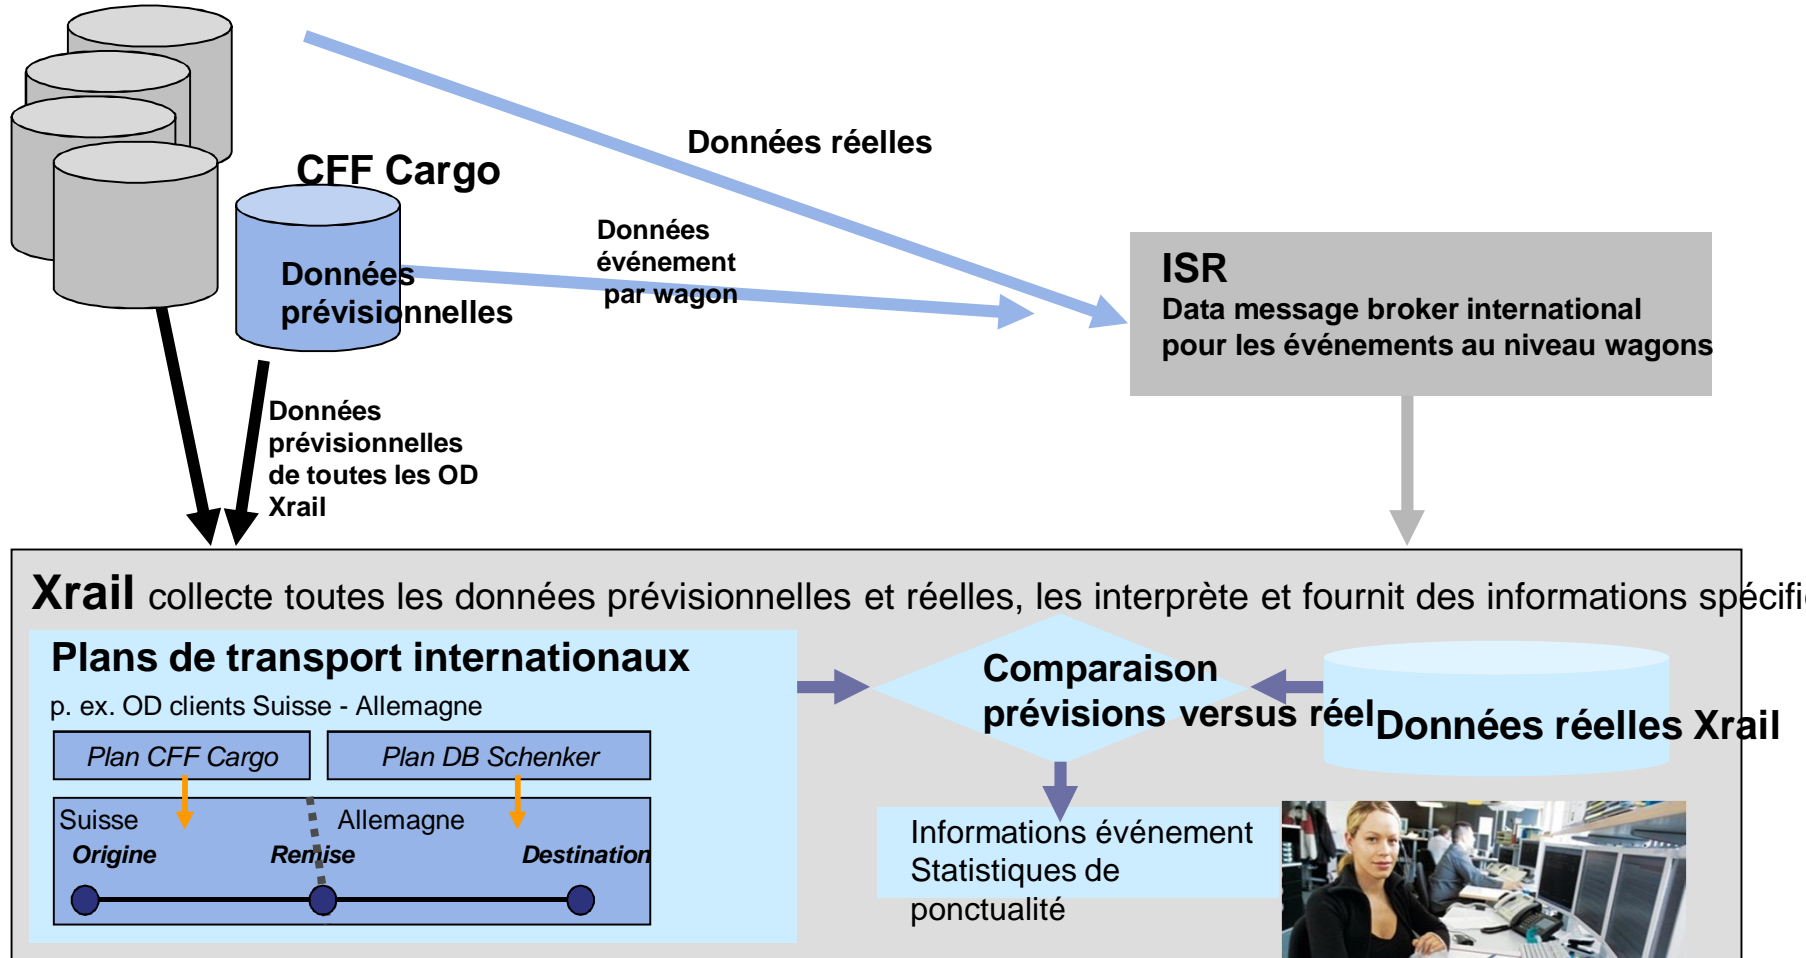 Données réelles
CFF Cargo
Données
événement
par wagon
Données
prévisionnelles
ISR
Data message broker international
pour les événements au niveau wagons
Données
prévisionnelles
de toutes les OD
Xrail
Xrail collecte toutes les données prévisionnelles et réelles, les interprète et fournit des informations spécifi
Plans de transport internationaux
p. ex. OD clients Suisse - Allemagne
Plan CFF Cargo
Plan DB Schenker
Suisse
Allemagne
Origine
Remise
Destination
Comparaison
prévisions versus réel
Données réelles Xrail
Informations événement
Statistiques de
ponctualité